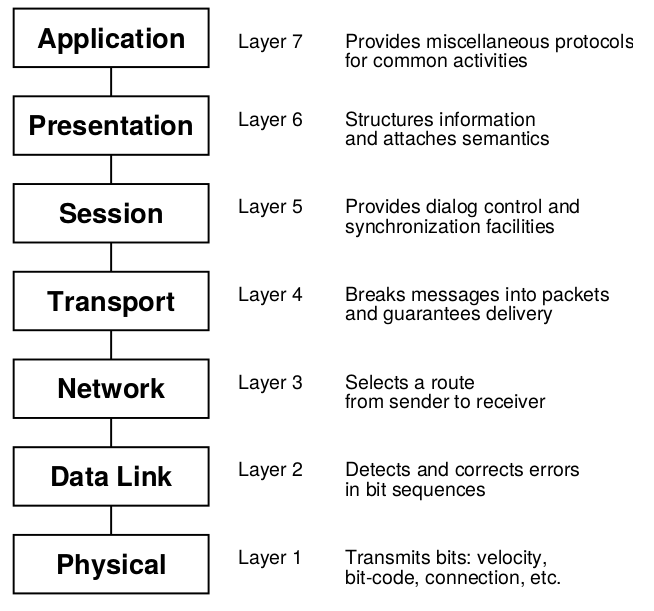 Application
Layer 7
Provides miscellaneous protocols
for common activities
Presentation
Layer 6
Structures information
and attaches semantics
Session
Layer 5
Provides dialog control and
synchronization facilities
Transport
Layer 4
Breaks messages into packets
and guarantees delivery
Network
Layer 3
Selects a route
from sender to receiver
Data Link
Layer 2
Detects and corrects errors
in bit sequences
Physical
Layer 1
Transmits bits: velocity,
bit-code, connection, etc.